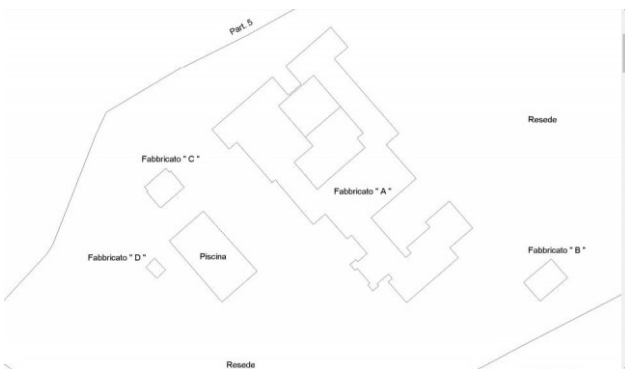 Part. 5
Resede
Fabbricato " C "
Fabbricato " A "
Fabbricato " B "
Fabbricato " D "
Piscina
Resede